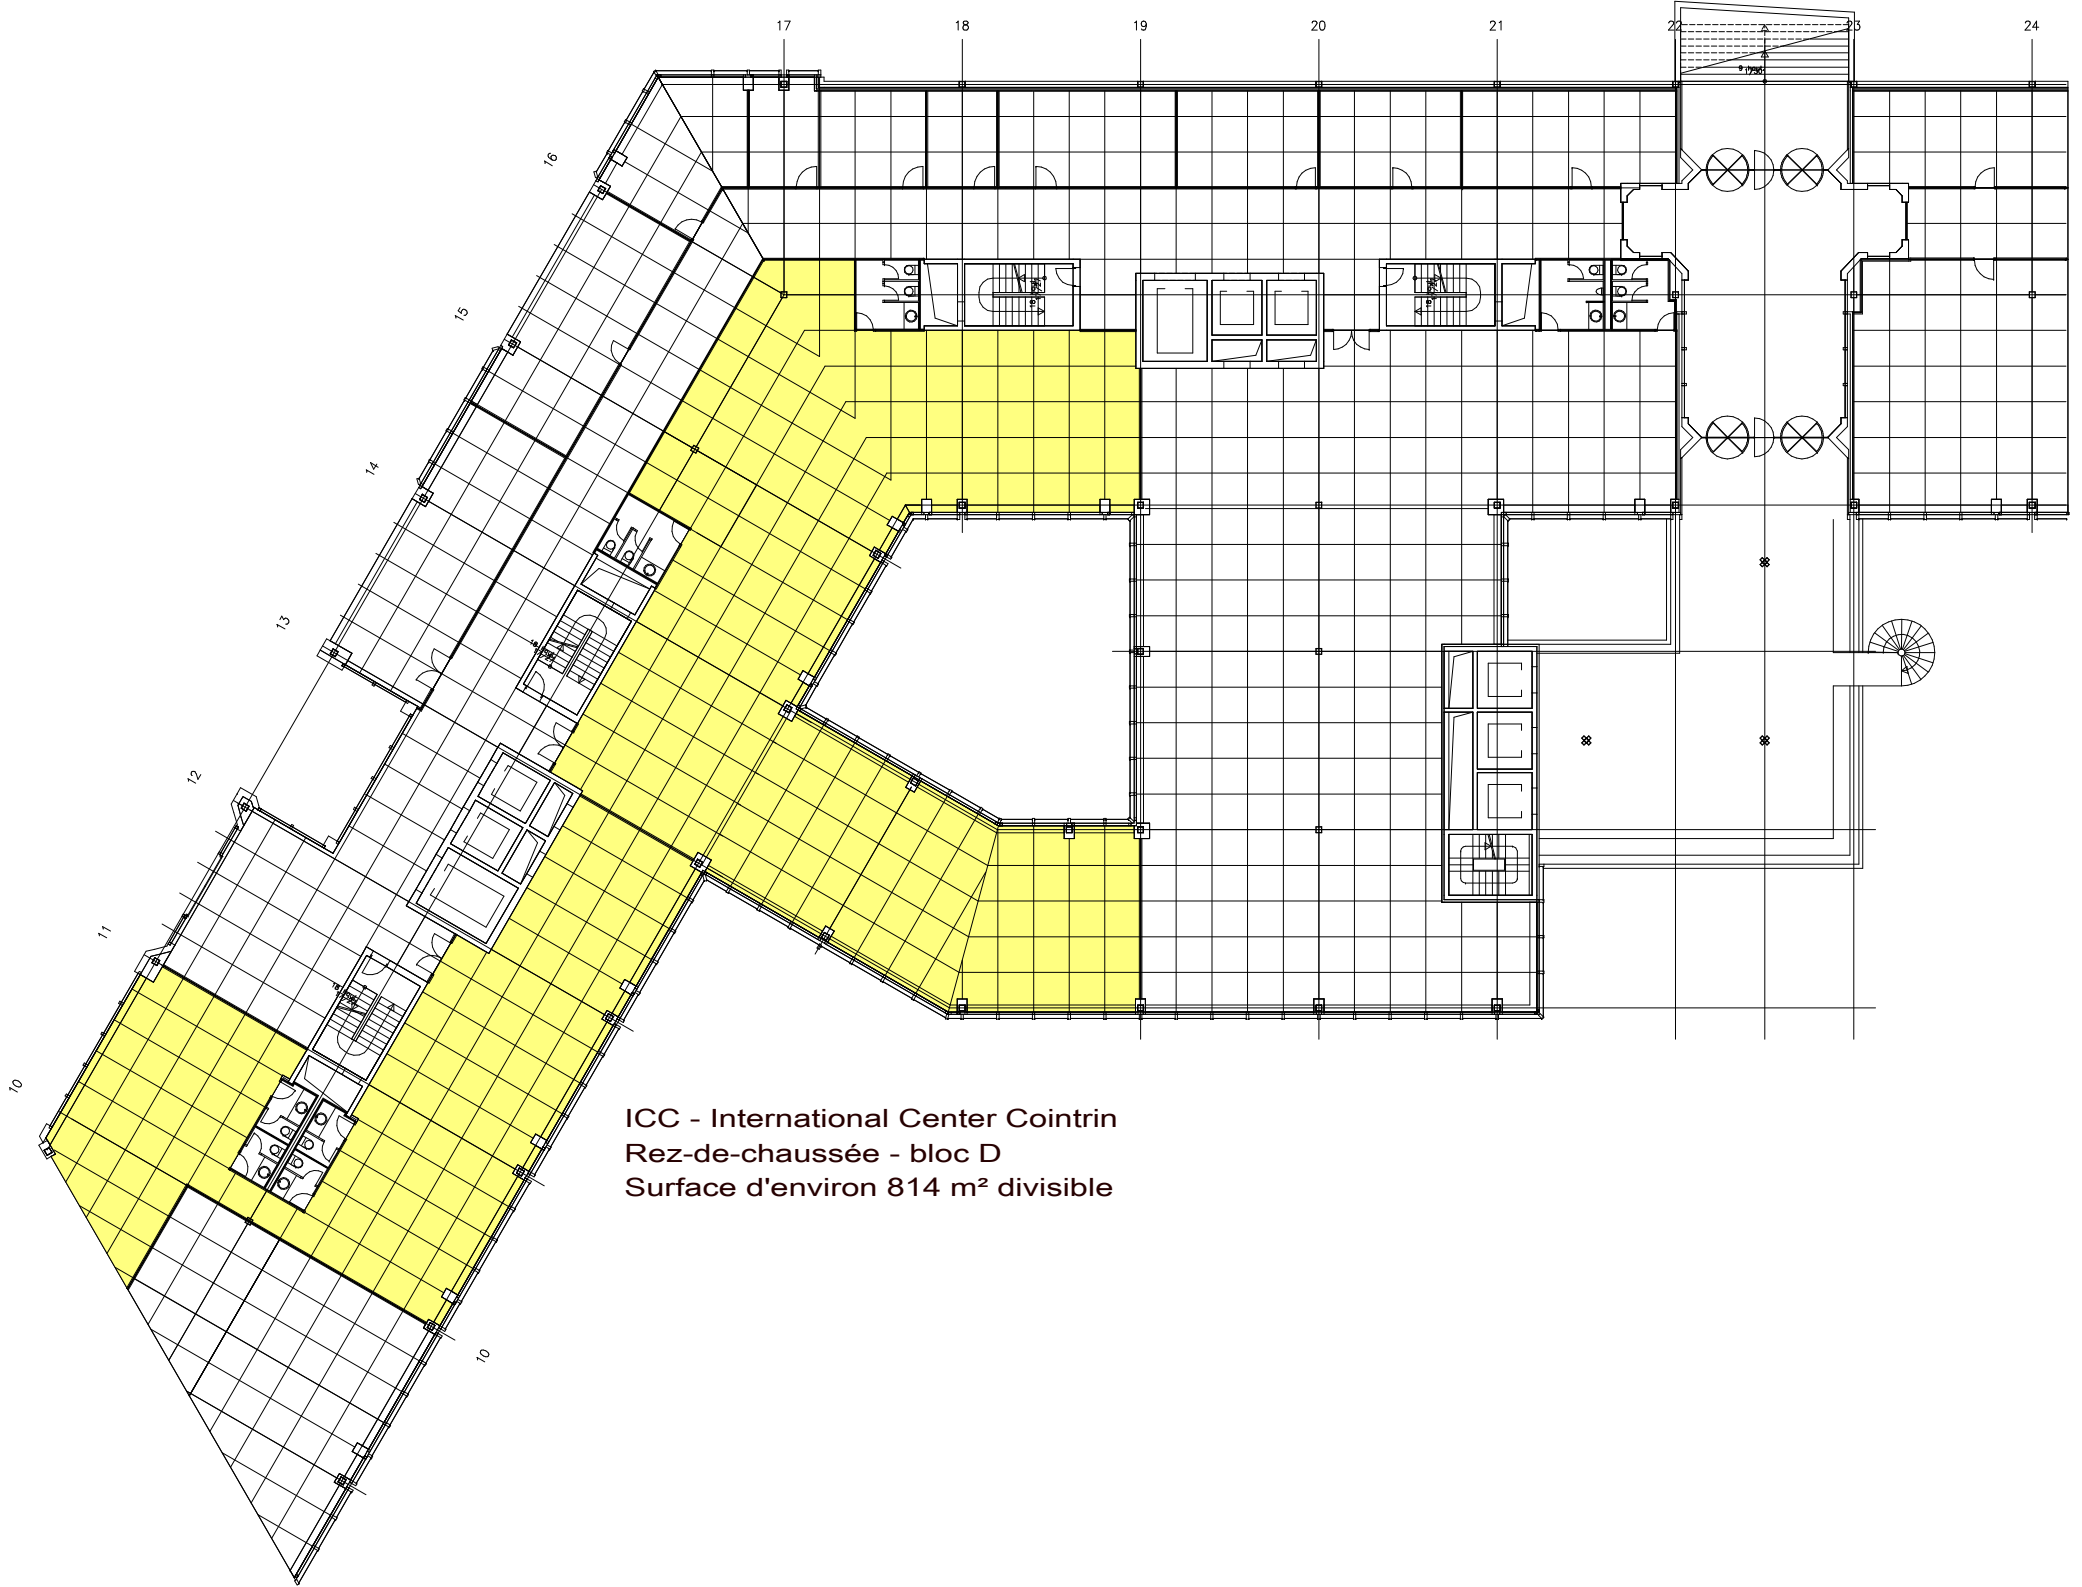 17 18 19 20 21 22 23 24
16
15
14
13
12
11
10
10
ICC - International Center Cointrin
Rez-de-chaussée - bloc D
Surface d'environ 814 m² divisible